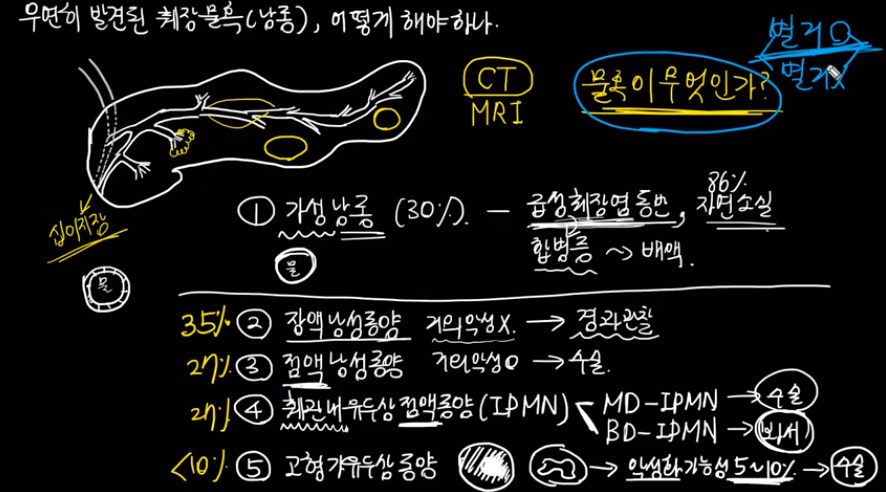 우연히 발견된 췌장물혹(낭종), 어떻게 해야하나.
별거 O
별거X
CT
MRI
물혹이 무엇인가?
십이지장
물
① 가성낭종 (30%). - 급성췌장염 동반, 86% 자연소실
합병증 ~> 배액.
물
35% ② 장액낭성종양 거의악성X. → 경과관찰
27% ③ 점액낭성종양 거의악성O → 수술.
27% ④ 췌관내유두상점액종양(IPMN) MD-IPMN → 수술
BD-IPMN →
<10% ⑤ 고형가유두상종양 → 악성화가능성 5~10% → 수술